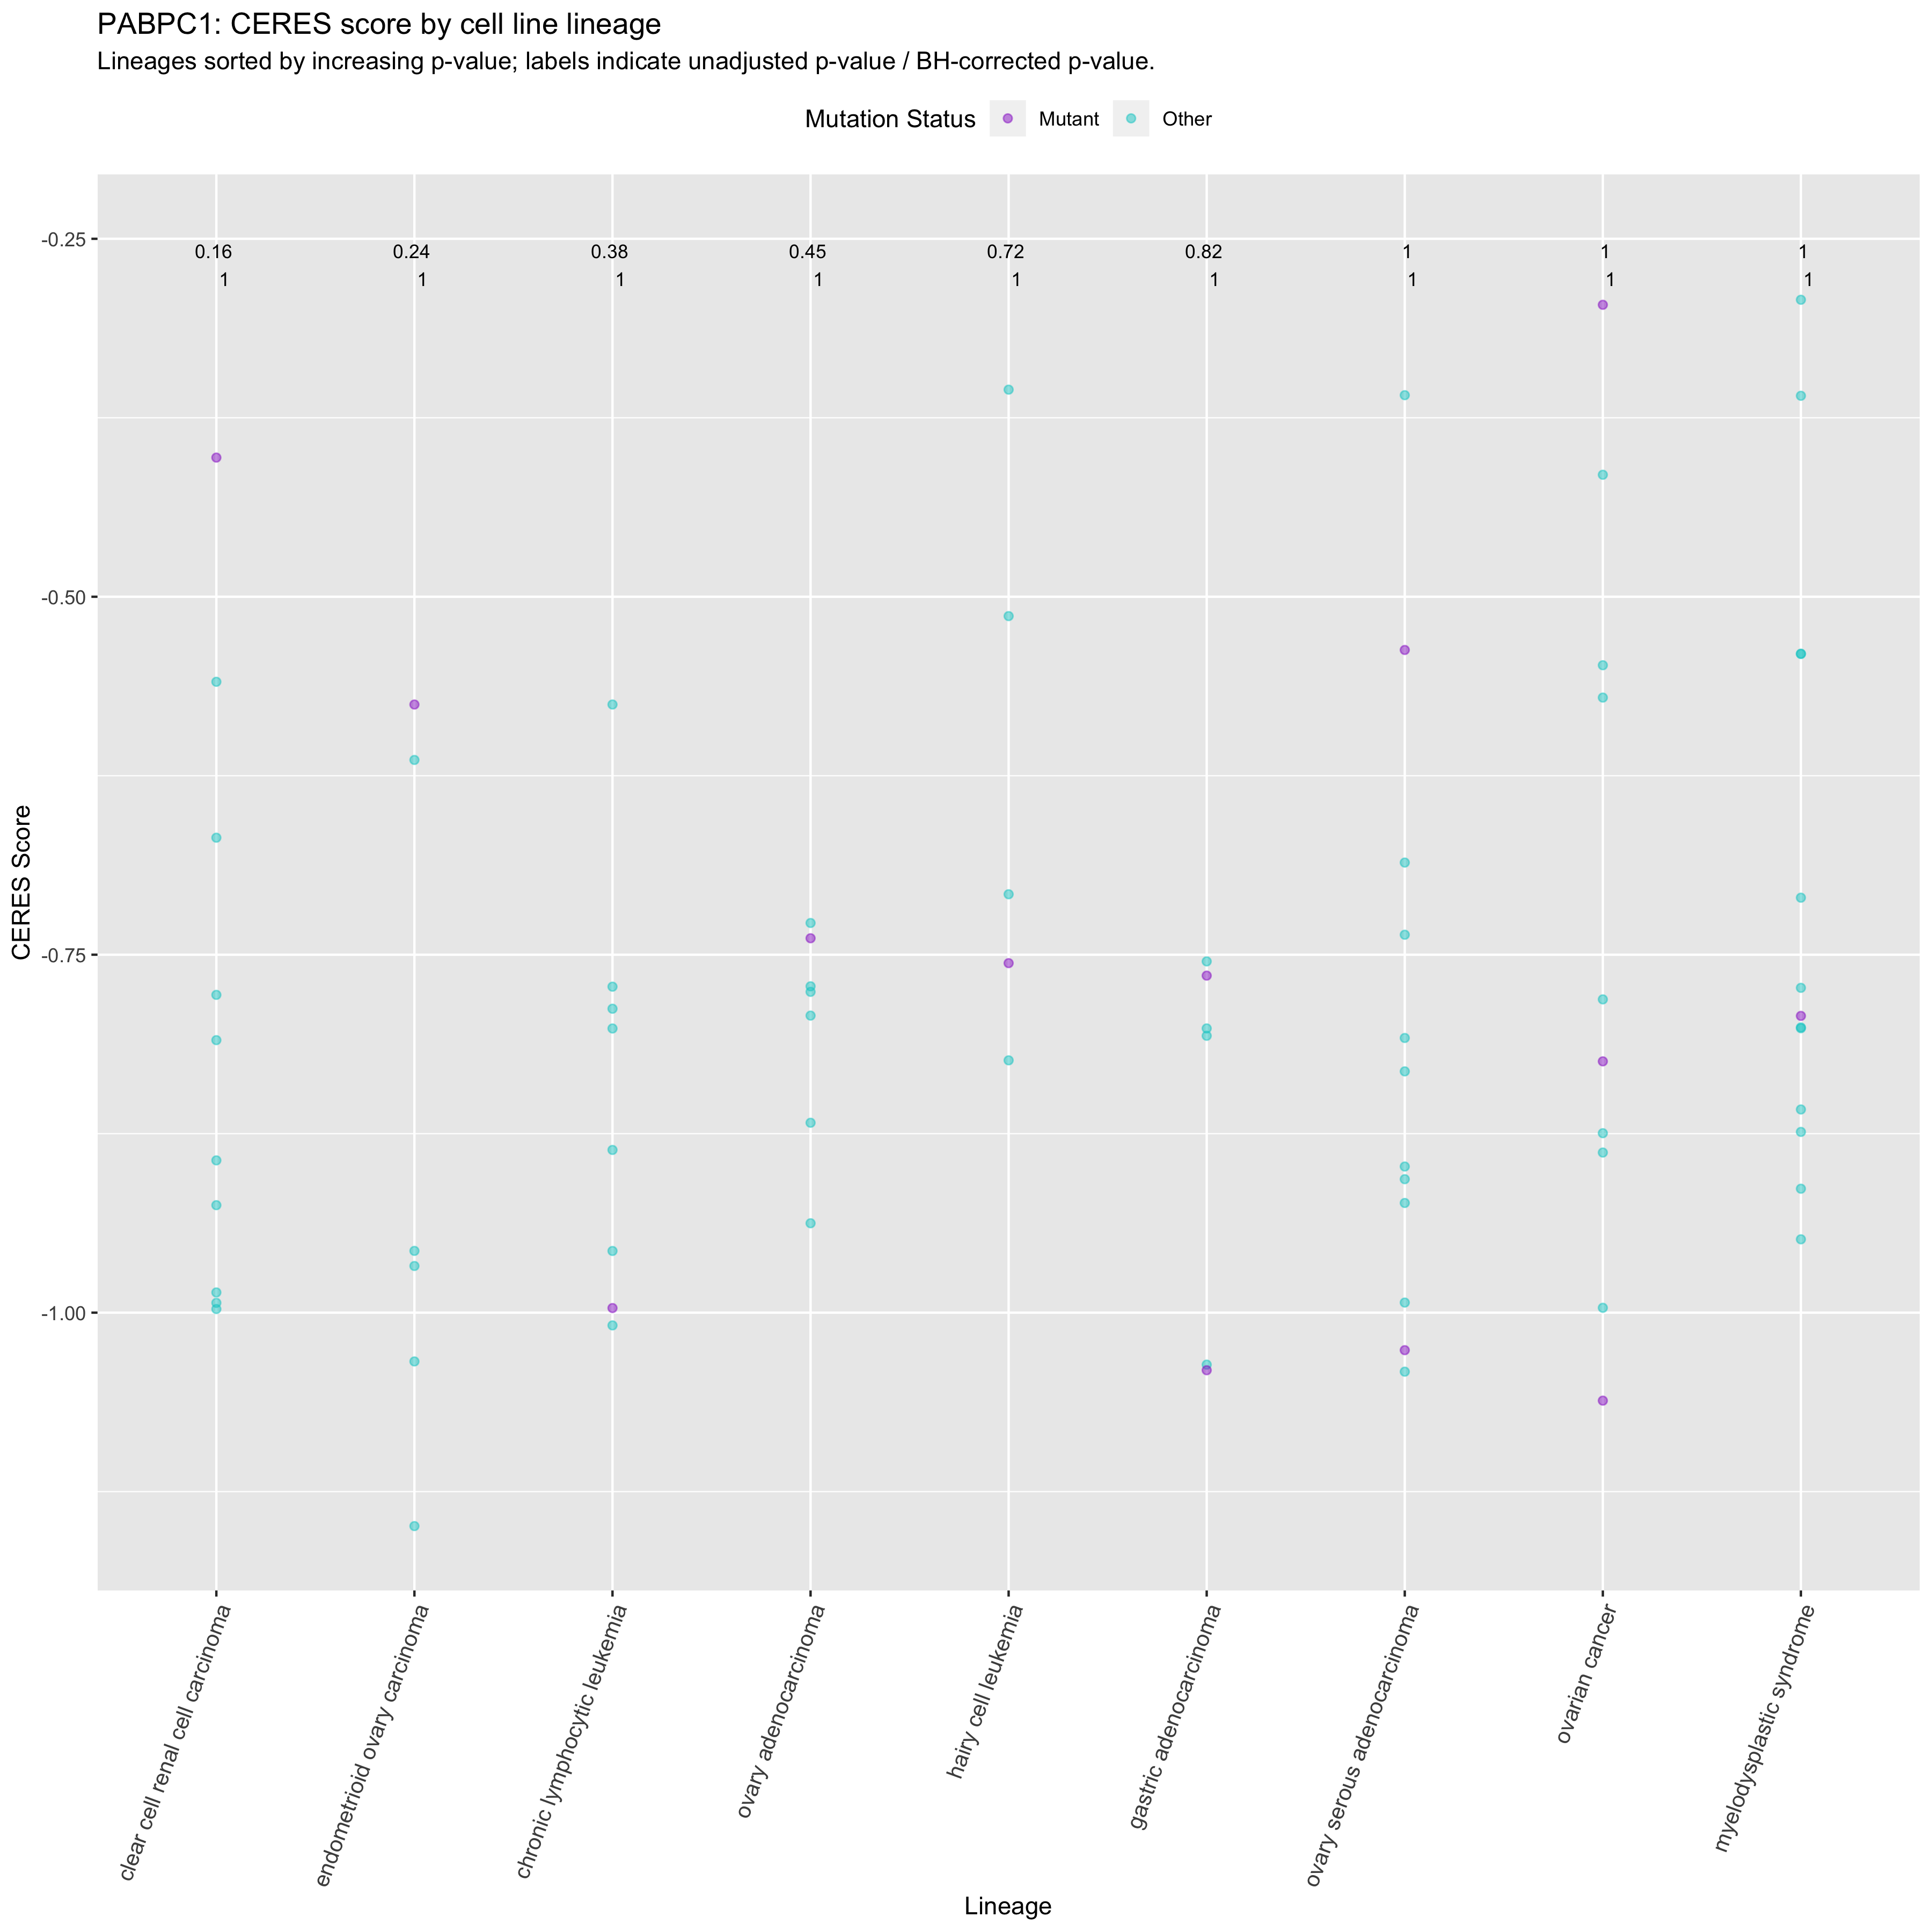 PABPC1: CERES score by cell line lineage
Lineages sorted by increasing p-value; labels indicate unadjusted p-value / BH-corrected p-value.
Mutation Status Mutant Other
-0.25
0.16 0.24 0.38 0.45 0.72 0.82 1 1 1
1 1 1 1 1 1 1 1 1
-0.50
-0.75
-1.00
CERES Score
clear cell renal cell carcinoma
endometrioid ovary carcinoma
chronic lymphocytic leukemia
ovary adenocarcinoma
hairy cell leukemia
gastric adenocarcinoma
ovary serous adenocarcinoma
ovarian cancer
myelodysplastic syndrome
Lineage